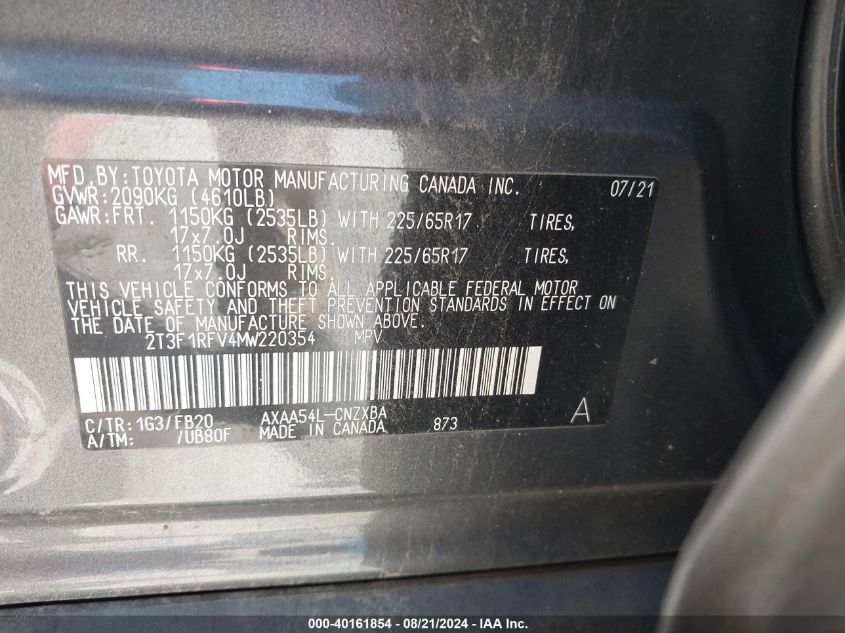 MFD.BY:TOYOTA MOTOR MANUFACTURING CANADA INC. 07/21
GVWR:2090KG (4610LB)
GAWR:FRT. 1150KG (2535LB) WITH 225/65R17 TIRES,
17x7.0J RIMS.
RR. 1150KG (2535LB) WITH 225/65R17 TIRES,
17x7.0J RIMS.
THIS VEHICLE CONFORMS TO ALL APPLICABLE FEDERAL MOTOR
VEHICLE SAFETY AND THEFT PREVENTION STANDARDS IN EFFECT ON
THE DATE OF MANUFACTURE SHOWN ABOVE.
2T3F1RFV4MW220354 MPV
C/TR:1G3/FB20 AXAA54L-CNZXBA 873 A
A/TM: /UB80F MADE IN CANADA
000-40161854 - 08/21/2024 - IAA Inc.